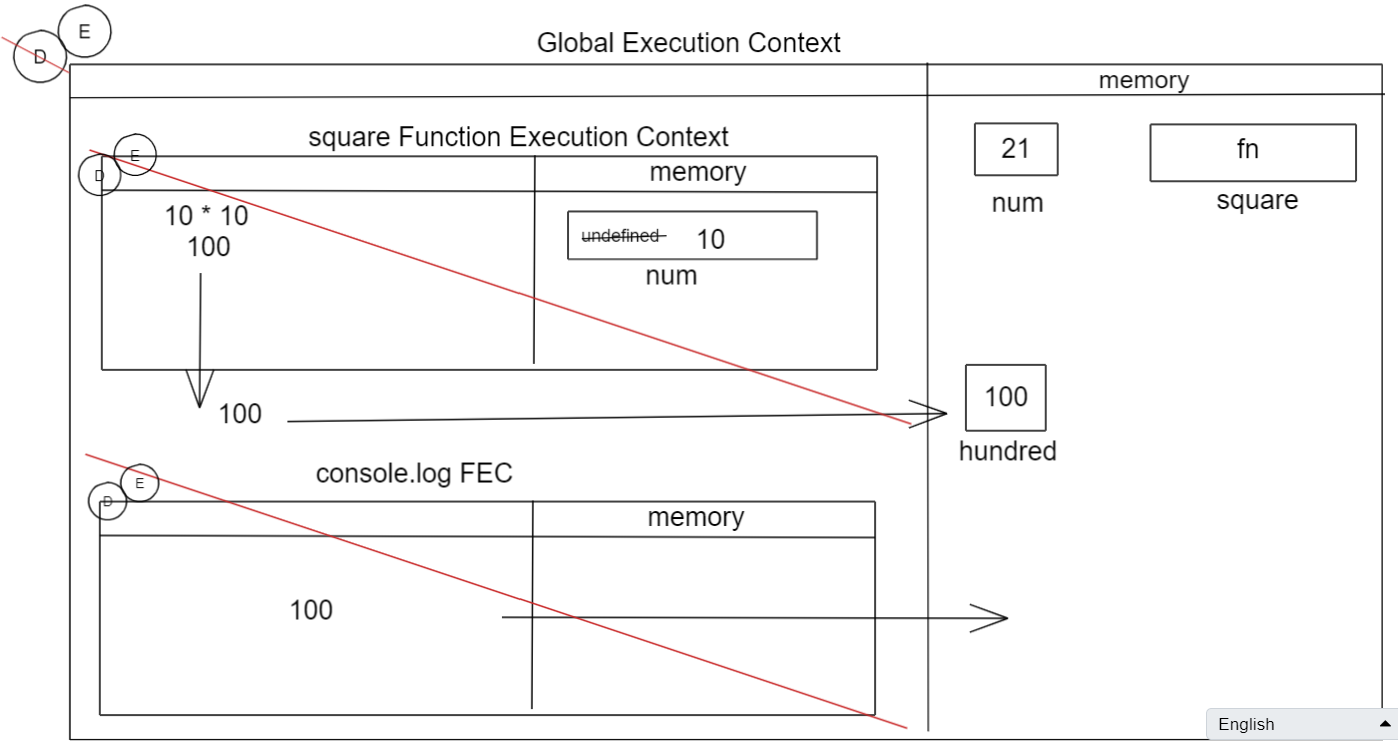 E
D
Global Execution Context
memory
square Function Execution Context
E
D
memory
10 * 10
100
undefined 10
num
100
21
num
fn
square
100
hundred
console.log FEC
E
D
memory
100
English